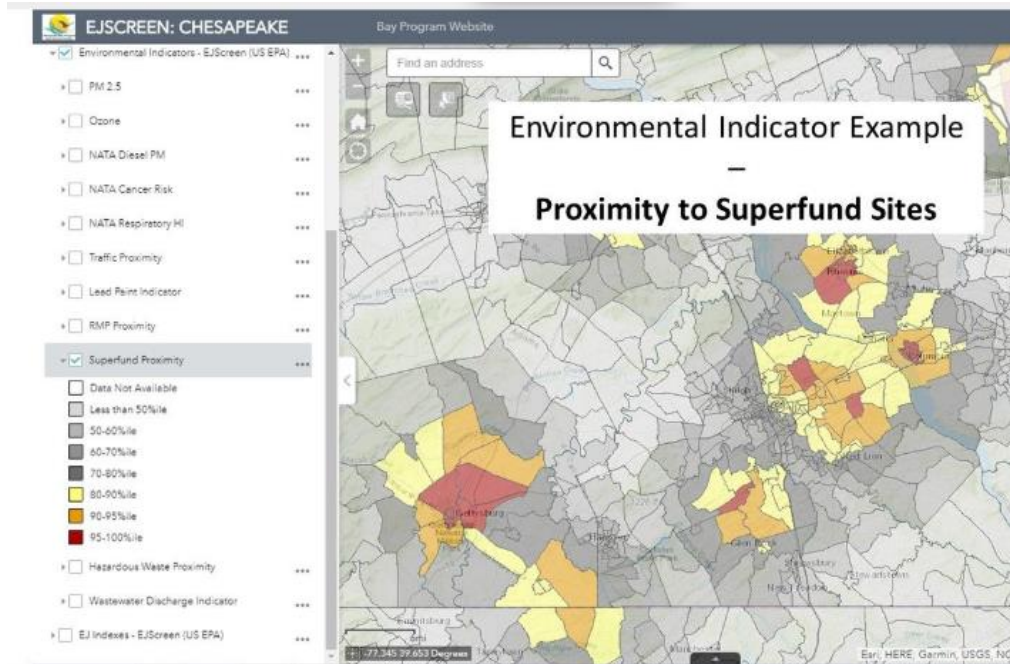 EJSCREEN: CHESAPEAKE
Bay Program Website
Environmental Indicators - EJScreen (US EPA)
PM 2.5
Ozone
NATA Diesel PM
NATA Cancer Risk
NATA Respiratory HI
Traffic Proximity
Lead Paint Indicator
RMP Proximity
Superfund Proximity
Data Not Available
Less than 50%ile
50-60%ile
60-70%ile
70-80%ile
80-90%ile
90-95%ile
95-100%ile
Hazardous Waste Proximity
Wastewater Discharge Indicator
EJ Indexes - EJScreen (US EPA)
Find an address
Environmental Indicator Example
–
Proximity to Superfund Sites
Gettysburg
Glen Rock
-77.345 39.653 Degrees
Esri, HERE, Garmin, USGS,